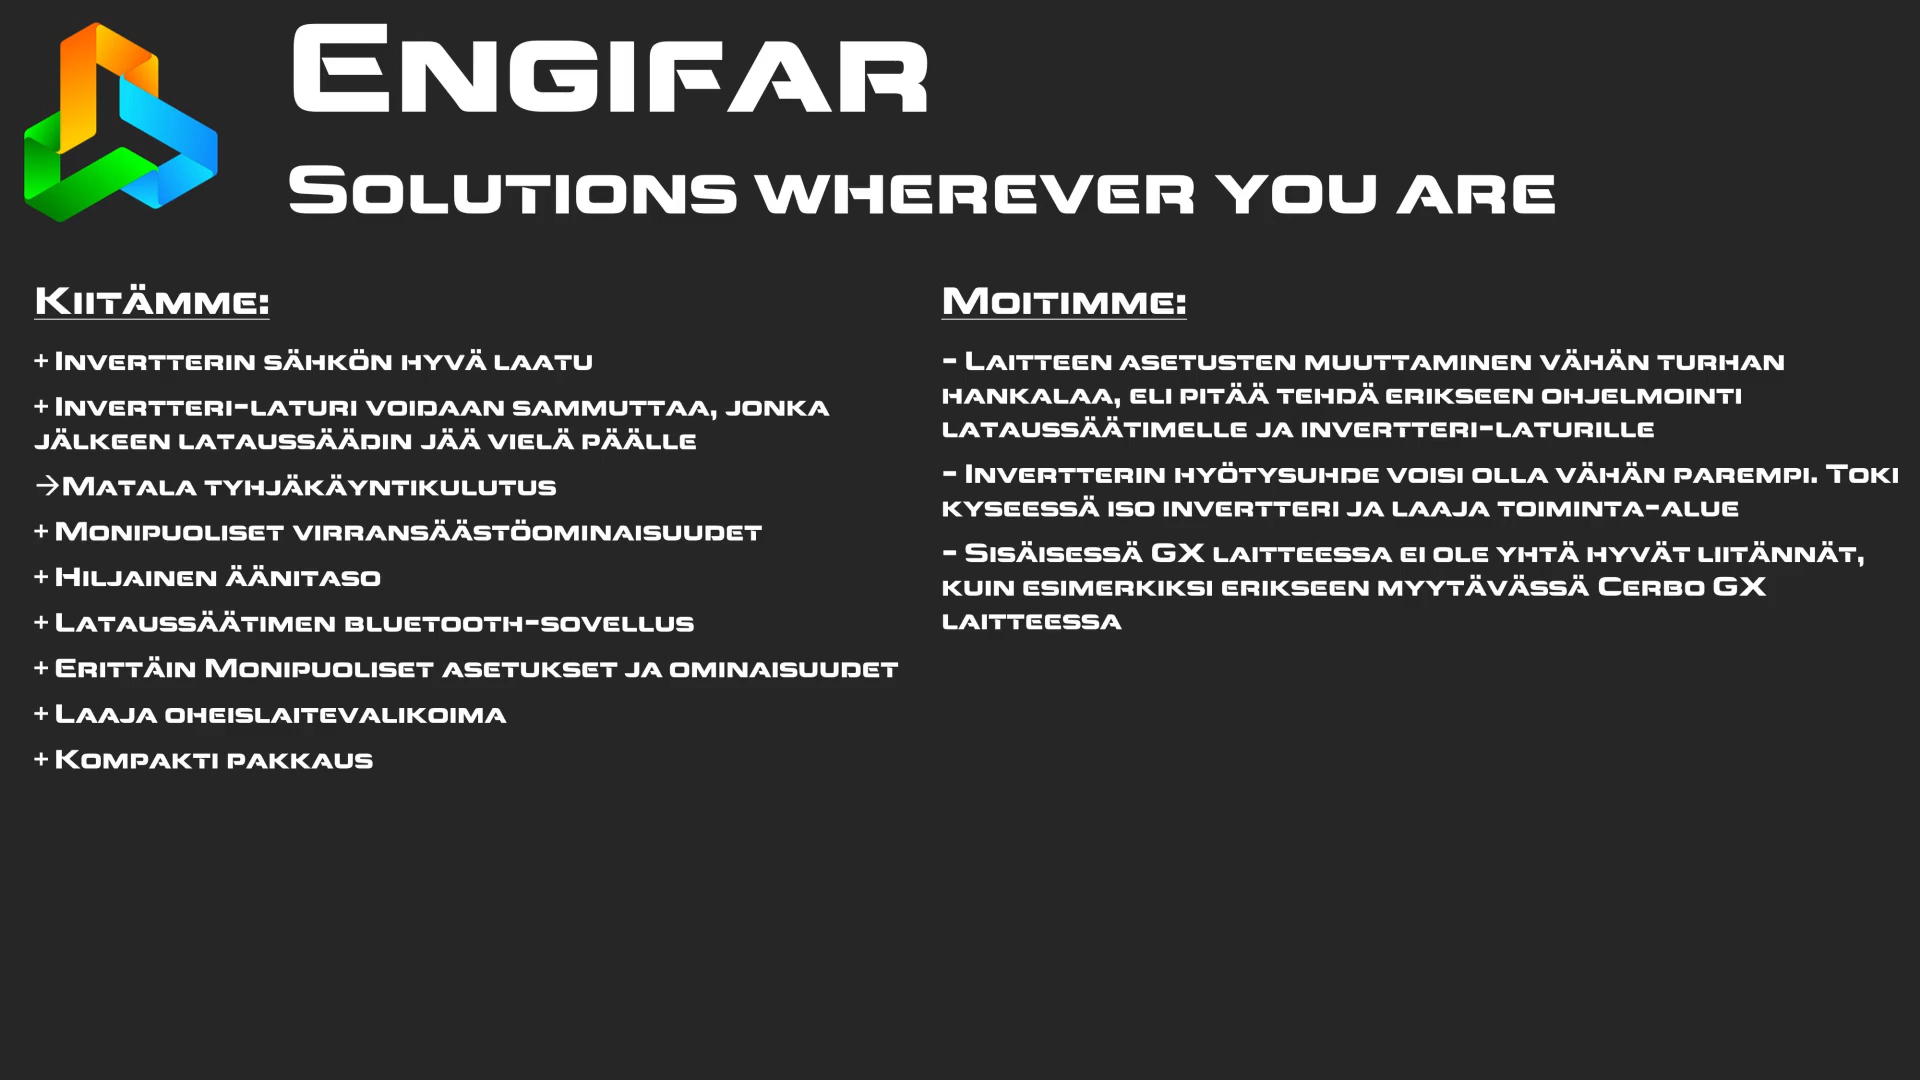 Engifar
Solutions wherever you are
Kiitämme:
+ Invertterin sähkön hyvä laatu
+ Invertteri-laturi voidaan sammuttaa, jonka
jälkeen lataussäädin jää vielä päälle
→Matala tyhjäkäyntikulutus
+ Monipuoliset virransäästöominaisuudet
+ Hiljainen äänitaso
+ Lataussäätimen bluetooth-sovellus
+ Erittäin Monipuoliset asetukset ja ominaisuudet
+ Laaja oheislaitevalikoima
+ Kompakti pakkaus
Moitimme:
- Laitteen asetusten muuttaminen vähän turhan
hankalaa, eli pitää tehdä erikseen ohjelmointi
lataussäätimelle ja invertteri-laturille
- Invertterin hyötysuhde voisi olla vähän parempi. Toki
kyseessä iso invertteri ja laaja toiminta-alue
- Sisäisessä GX laitteessa ei ole yhtä hyvät liitännät,
kuin esimerkiksi erikseen myytävässä Cerbo GX
laitteessa